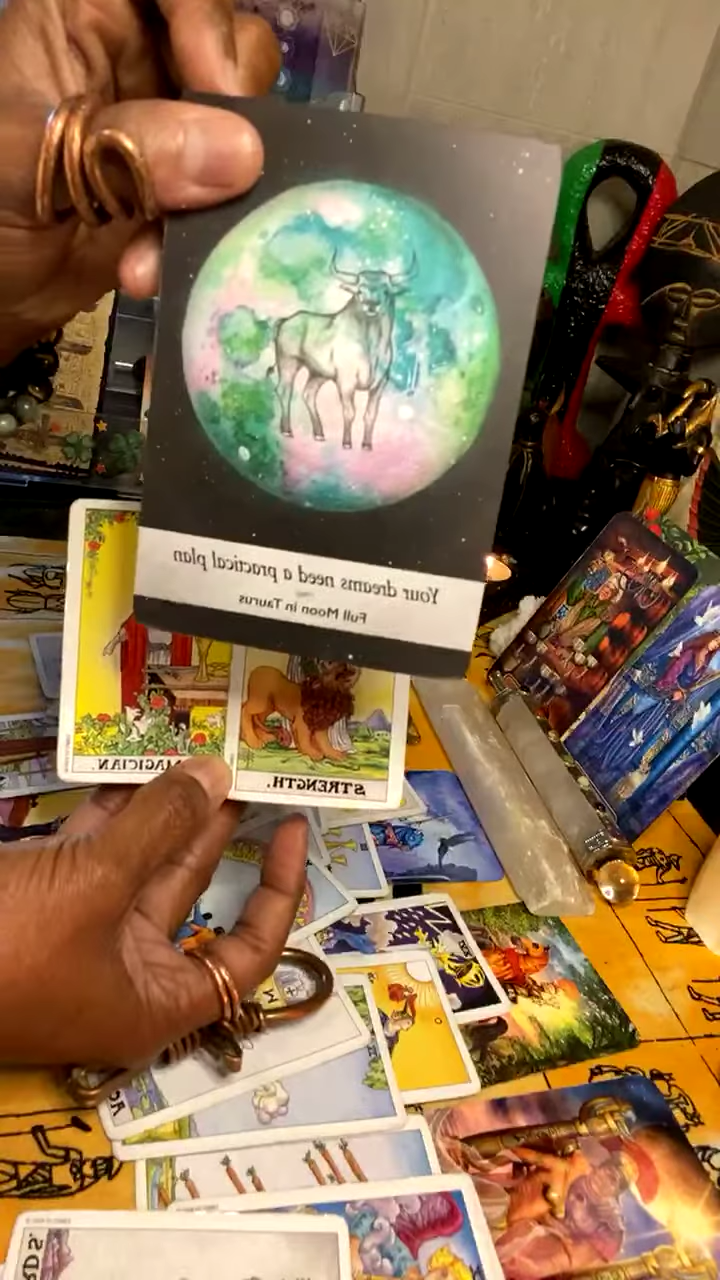 Your dreams need a practical plan
Full Moon in Taurus
MAGICIAN.
STRENGTH.